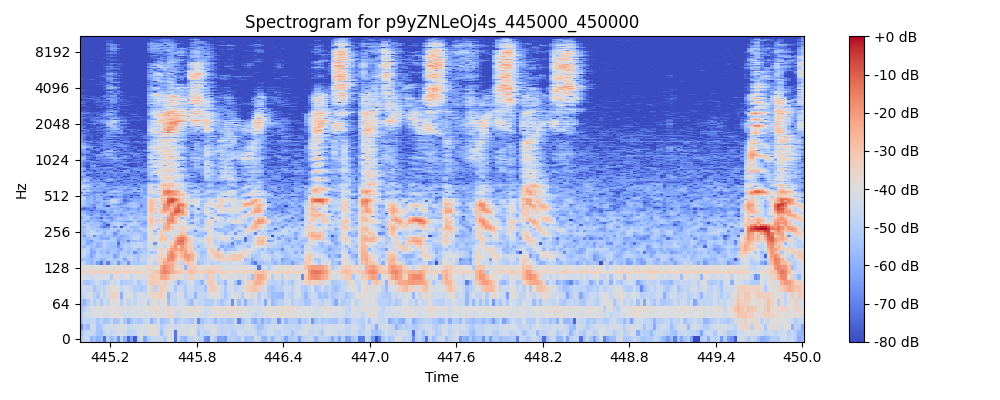 Spectrogram for p9yZNLeOj4s_445000_450000
8192
4096
2048
1024
512
256
128
64
0
Hz
445.2 445.8 446.4 447.0 447.6 448.2 448.8 449.4 450.0
Time
+0 dB
-10 dB
-20 dB
-30 dB
-40 dB
-50 dB
-60 dB
-70 dB
-80 dB